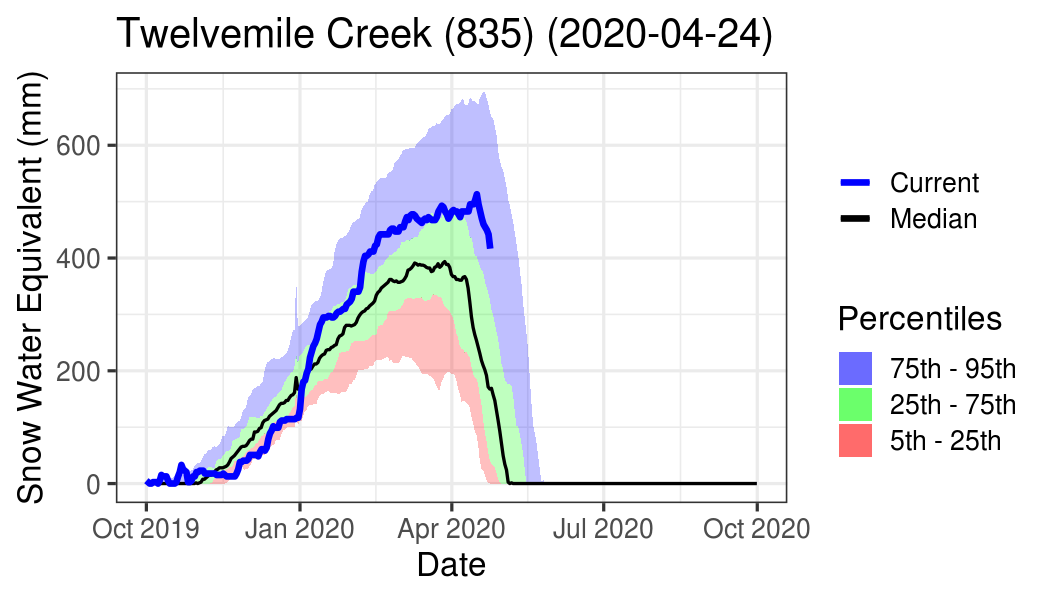 Twelvemile Creek (835) (2020-04-24)
Snow Water Equivalent (mm)
600
400
200
0
Oct 2019
Jan 2020
Apr 2020
Jul 2020
Oct 2020
Date
Current
Median
Percentiles
75th - 95th
25th - 75th
5th - 25th